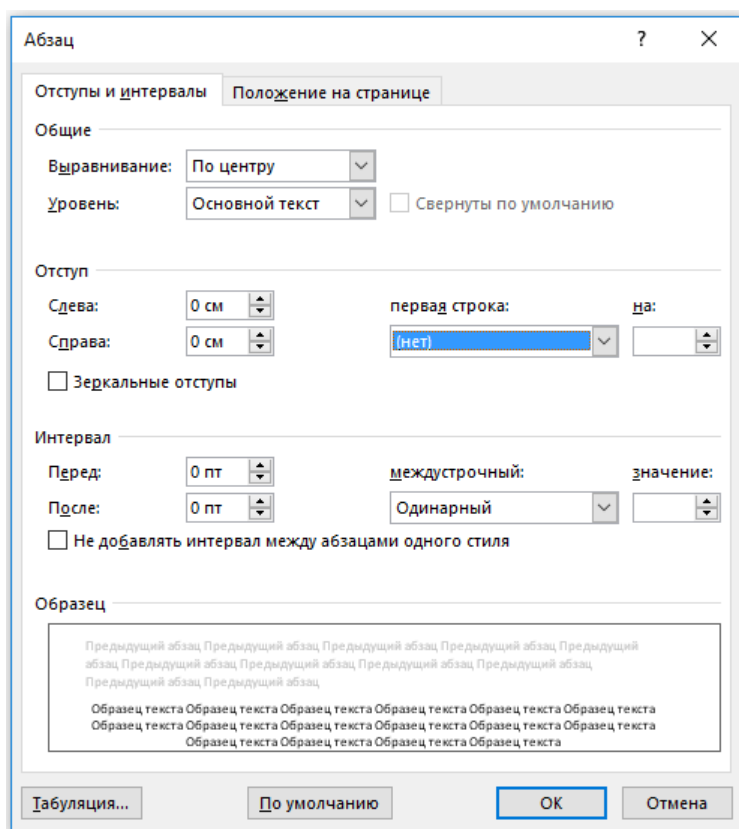 Абзац ?
Отступы и интервалы Положение на странице
Общие
Выравнивание: По центру
Уровень: Основной текст Свернуты по умолчанию
Отступ
Слева: 0 см первая строка: на:
Справа: 0 см (нет)
Зеркальные отступы
Интервал
Перед: 0 пт междустрочный: значение:
После: 0 пт Одинарный
Не добавлять интервал между абзацами одного стиля
Образец
Предыдущий абзац Предыдущий абзац Предыдущий абзац Предыдущий абзац Предыдущий
абзац Предыдущий абзац Предыдущий абзац Предыдущий абзац Предыдущий абзац
Предыдущий абзац Предыдущий абзац
Образец текста Образец текста Образец текста Образец текста Образец текста Образец текста
Образец текста Образец текста Образец текста Образец текста Образец текста Образец текста
Образец текста Образец текста Образец текста Образец текста
Табуляция... По умолчанию ОК Отмена